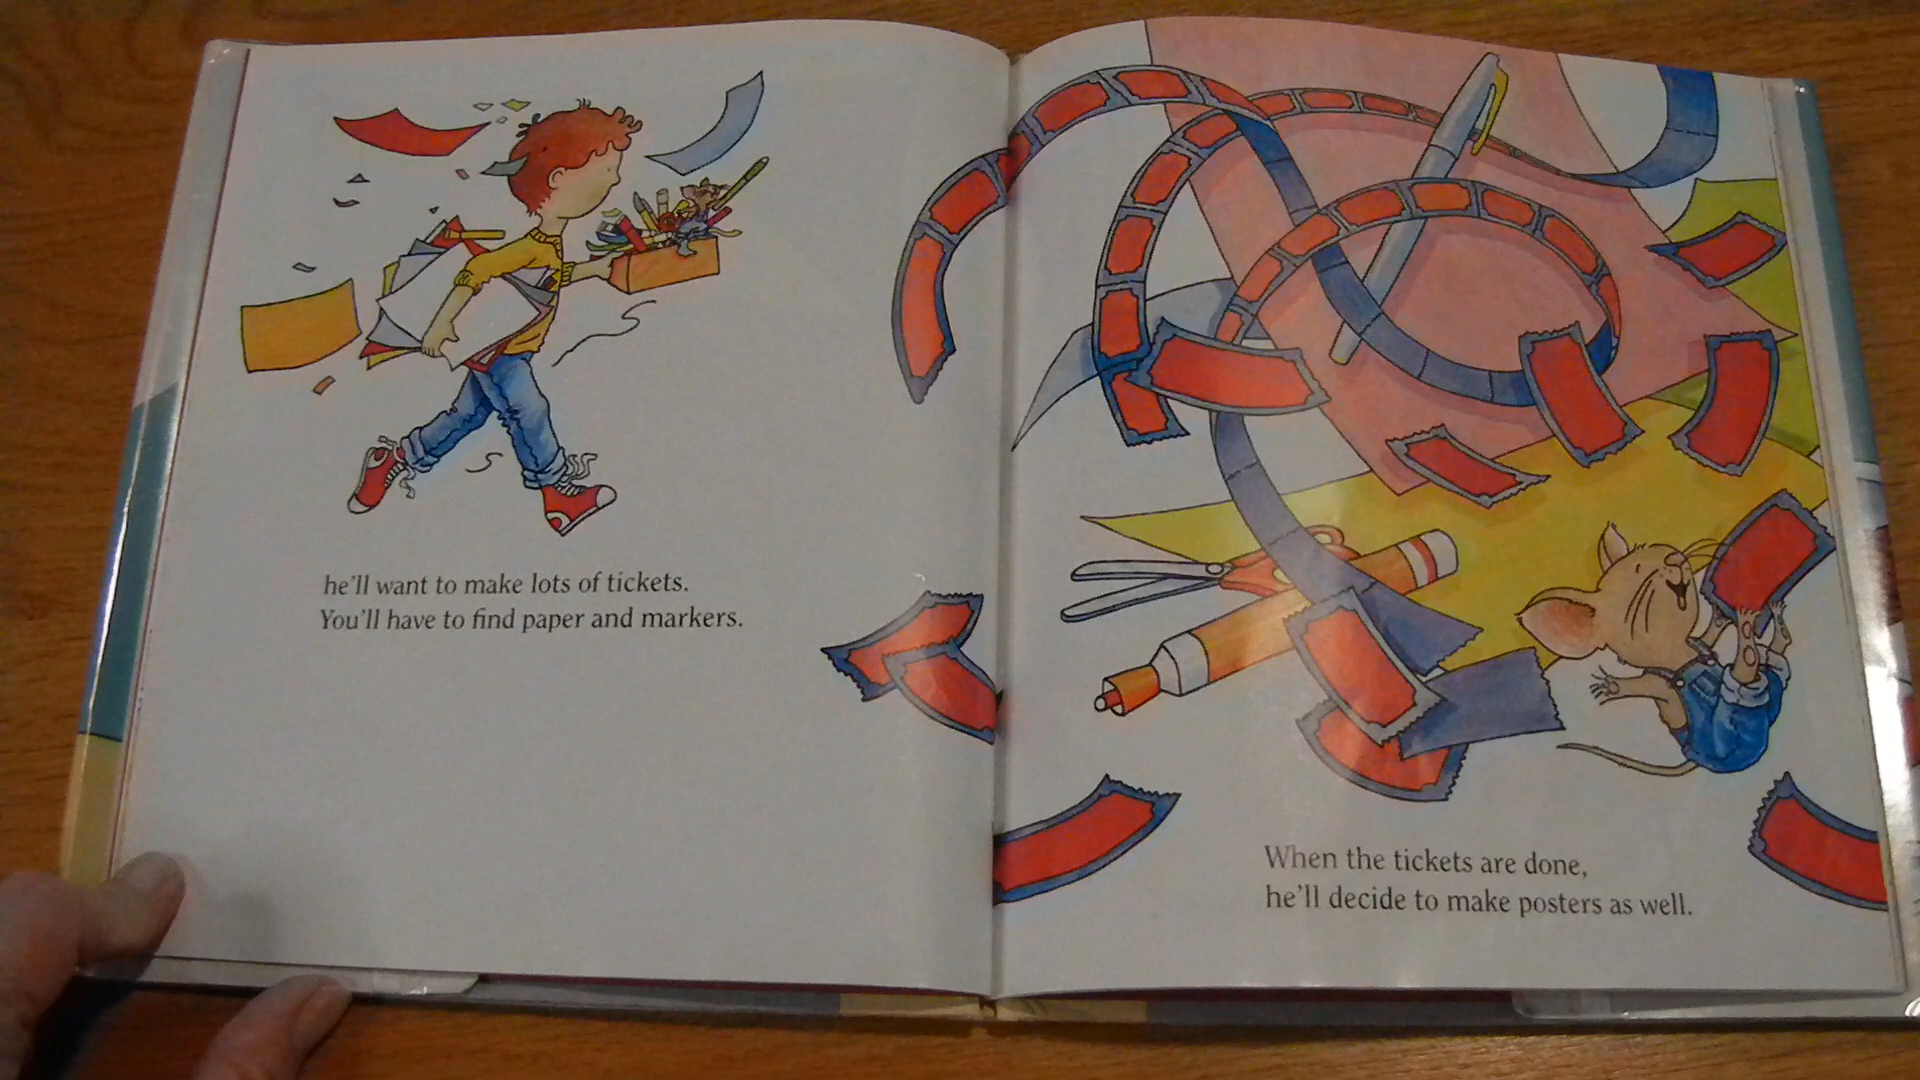 he'll want to make lots of tickets.
You'll have to find paper and markers.
When the tickets are done,
he'll decide to make posters as well.